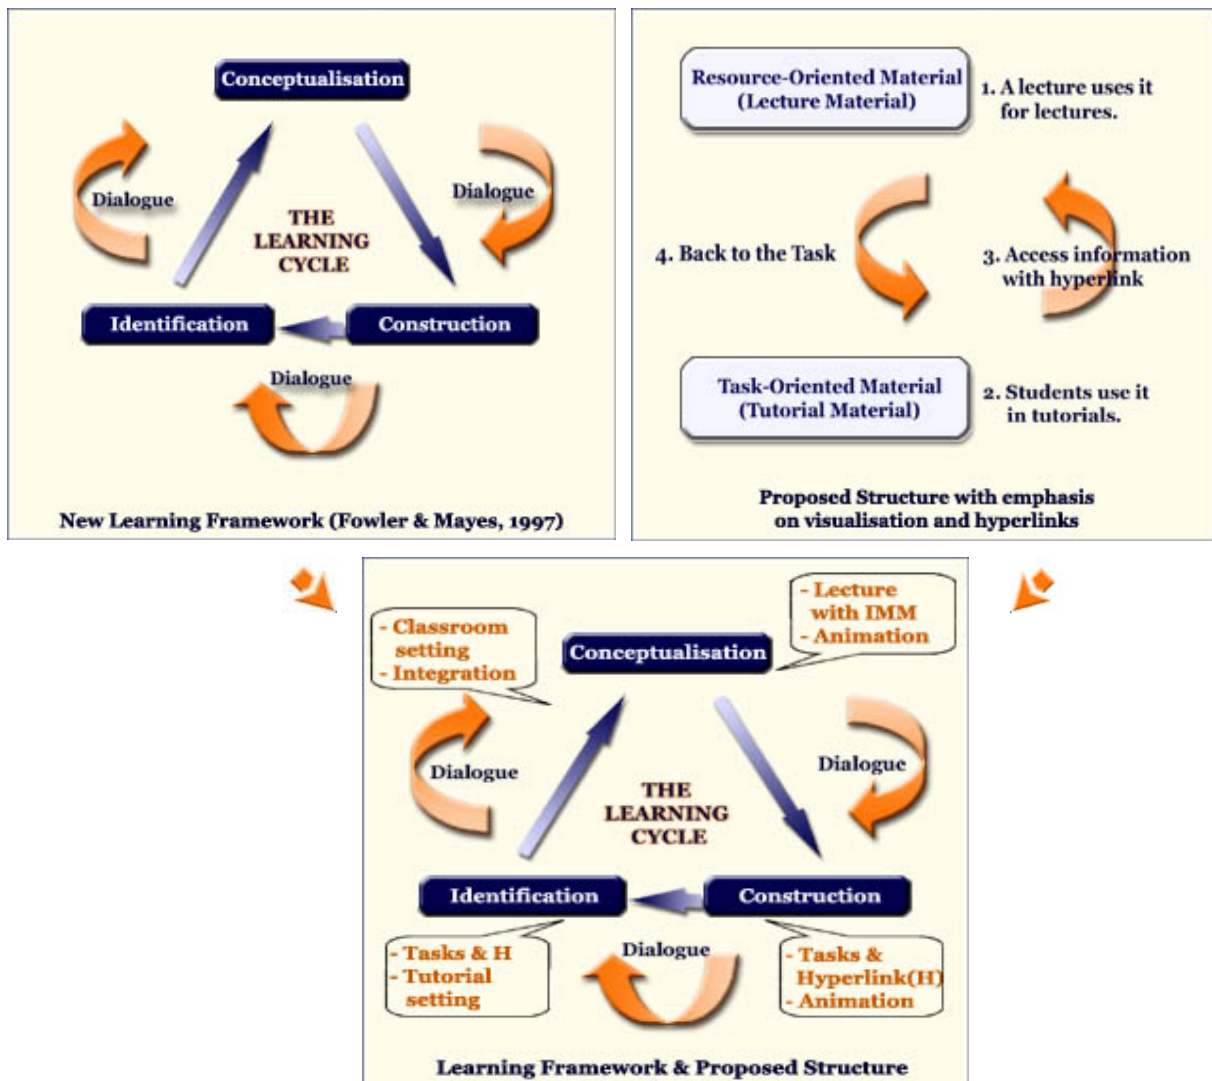 Conceptualisation
Dialogue
Dialogue
THE
LEARNING
CYCLE
Identification
Construction
Dialogue
New Learning Framework (Fowler & Mayes, 1997)
Resource-Oriented Material
(Lecture Material)
1. A lecture uses it
for lectures.
4. Back to the Task
3. Access information
with hyperlink
Task-Oriented Material
(Tutorial Material)
2. Students use it
in tutorials.
Proposed Structure with emphasis
on visualisation and hyperlinks
- Classroom
setting
- Integration
- Lecture
with IMM
- Animation
Conceptualisation
Dialogue
Dialogue
THE
LEARNING
CYCLE
Identification
Construction
- Tasks & H
- Tutorial
setting
Dialogue
- Tasks &
Hyperlink(H)
- Animation
Learning Framework & Proposed Structure